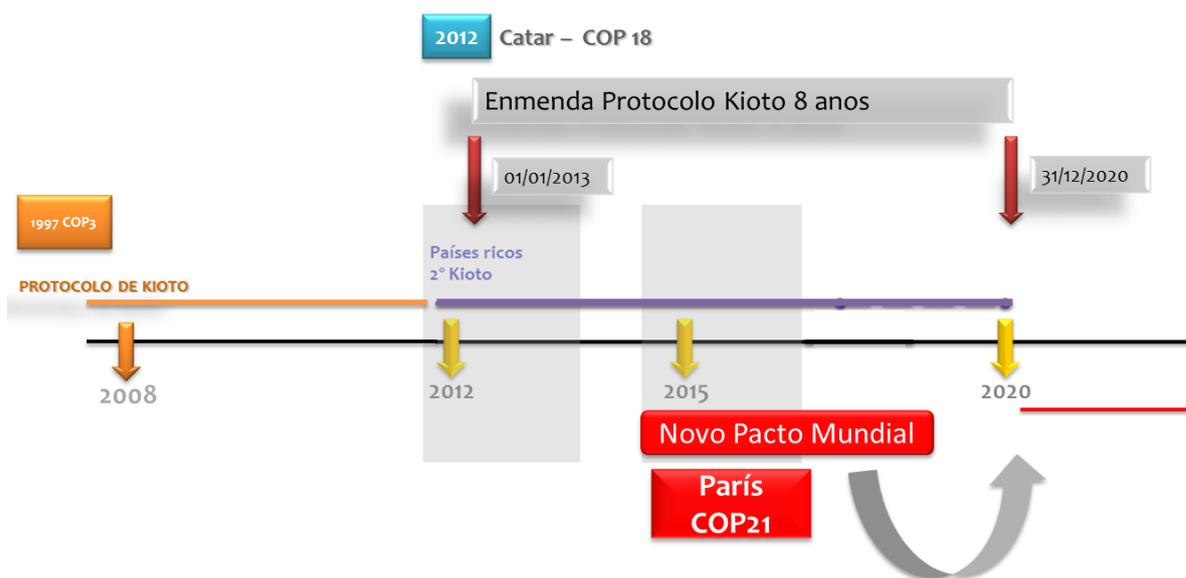 2012 Catar – COP 18
Enmenda Protocolo Kioto 8 anos
01/01/2013
31/12/2020
1997 COP3
Países ricos
2° Kioto
PROTOCOLO DE KIOTO
2008
2012
2015
2020
Novo Pacto Mundial
París
COP21